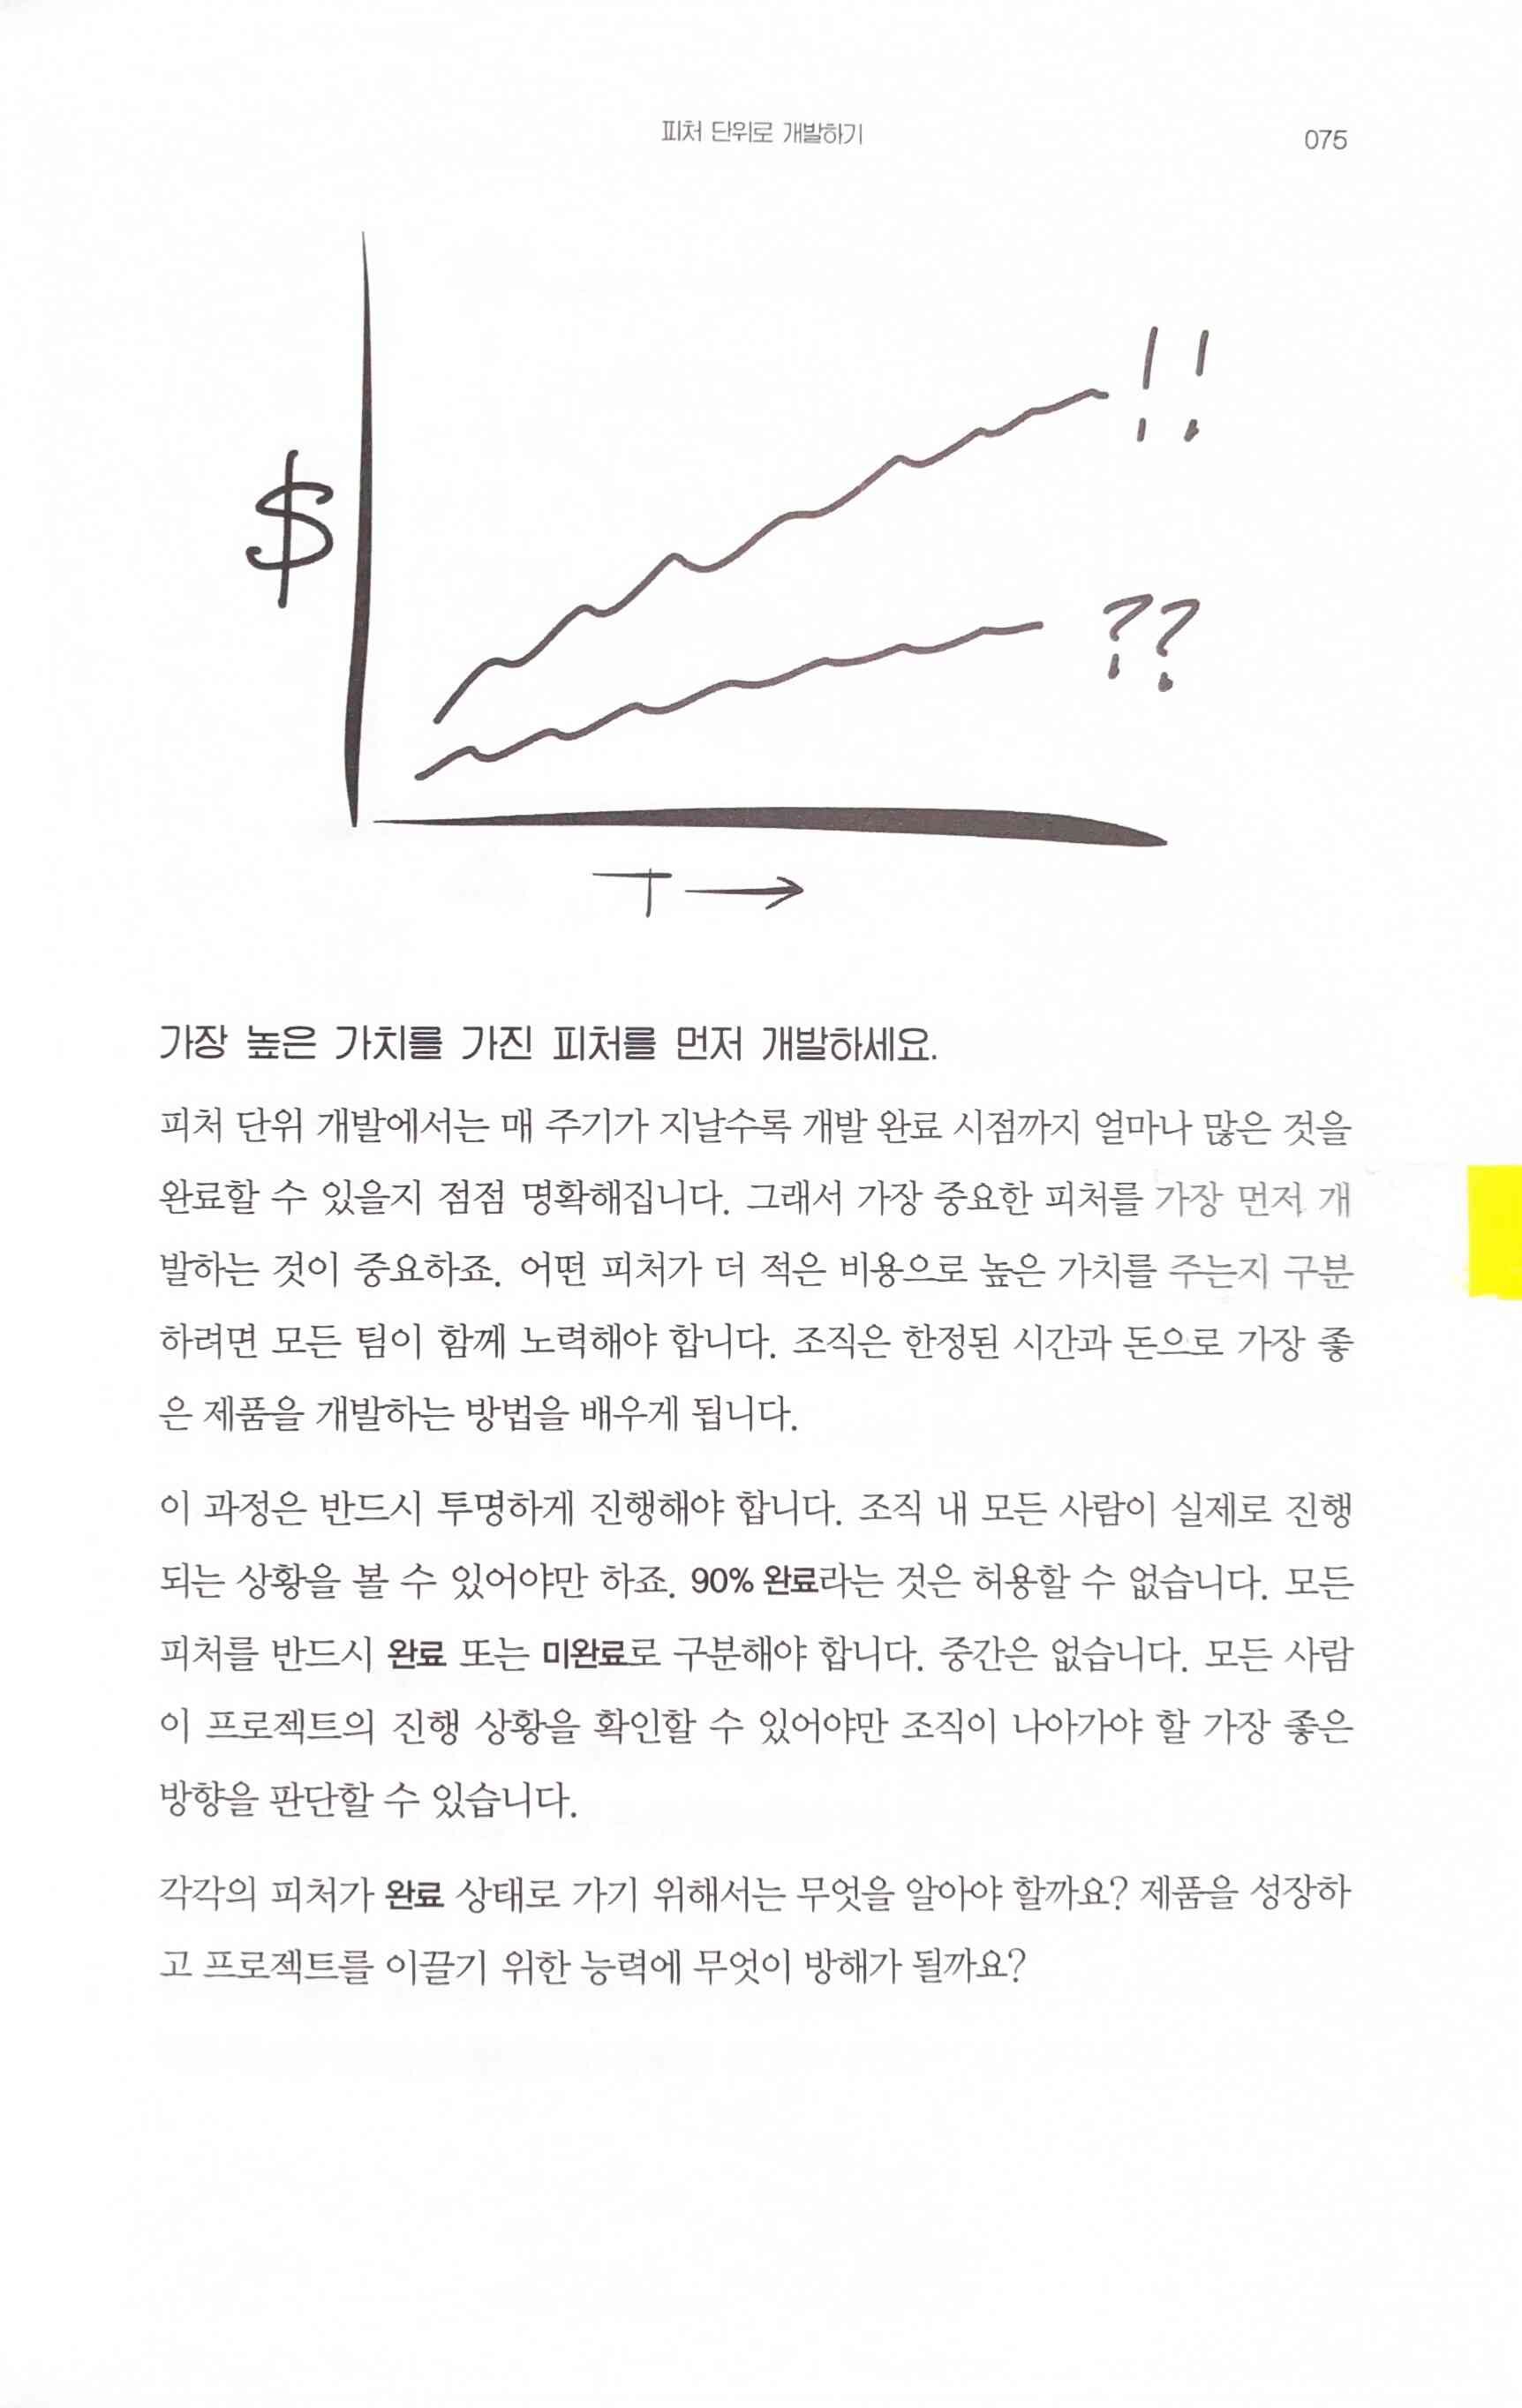 피처 단위로 개발하기
075
!!
$
??
T →
가장 높은 가치를 가진 피처를 먼저 개발하세요.
피처 단위 개발에서는 매 주기가 지날수록 개발 완료 시점까지 얼마나 많은 것을
완료할 수 있을지 점점 명확해집니다. 그래서 가장 중요한 피처를 가장 먼저 개
발하는 것이 중요하죠. 어떤 피처가 더 적은 비용으로 높은 가치를 주는지 구분
하려면 모든 팀이 함께 노력해야 합니다. 조직은 한정된 시간과 돈으로 가장 좋
은 제품을 개발하는 방법을 배우게 됩니다.
이 과정은 반드시 투명하게 진행해야 합니다. 조직 내 모든 사람이 실제로 진행
되는 상황을 볼 수 있어야만 하죠. 90% 완료라는 것은 허용할 수 없습니다. 모든
피처를 반드시 완료 또는 미완료로 구분해야 합니다. 중간은 없습니다. 모든 사람
이 프로젝트의 진행 상황을 확인할 수 있어야만 조직이 나아가야 할 가장 좋은
방향을 판단할 수 있습니다.
각각의 피처가 완료 상태로 가기 위해서는 무엇을 알아야 할까요? 제품을 성장하
고 프로젝트를 이끌기 위한 능력에 무엇이 방해가 될까요?